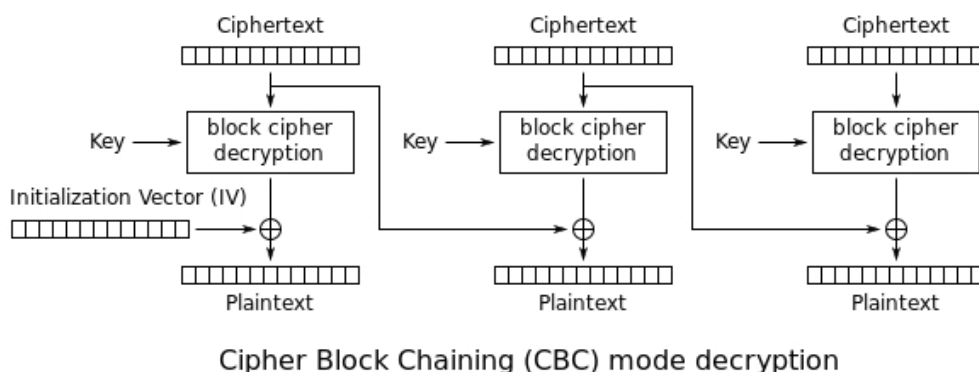 Ciphertext Ciphertext Ciphertext
Key block cipher decryption Key block cipher decryption Key block cipher decryption
Initialization Vector (IV)
Plaintext Plaintext Plaintext
Cipher Block Chaining (CBC) mode decryption